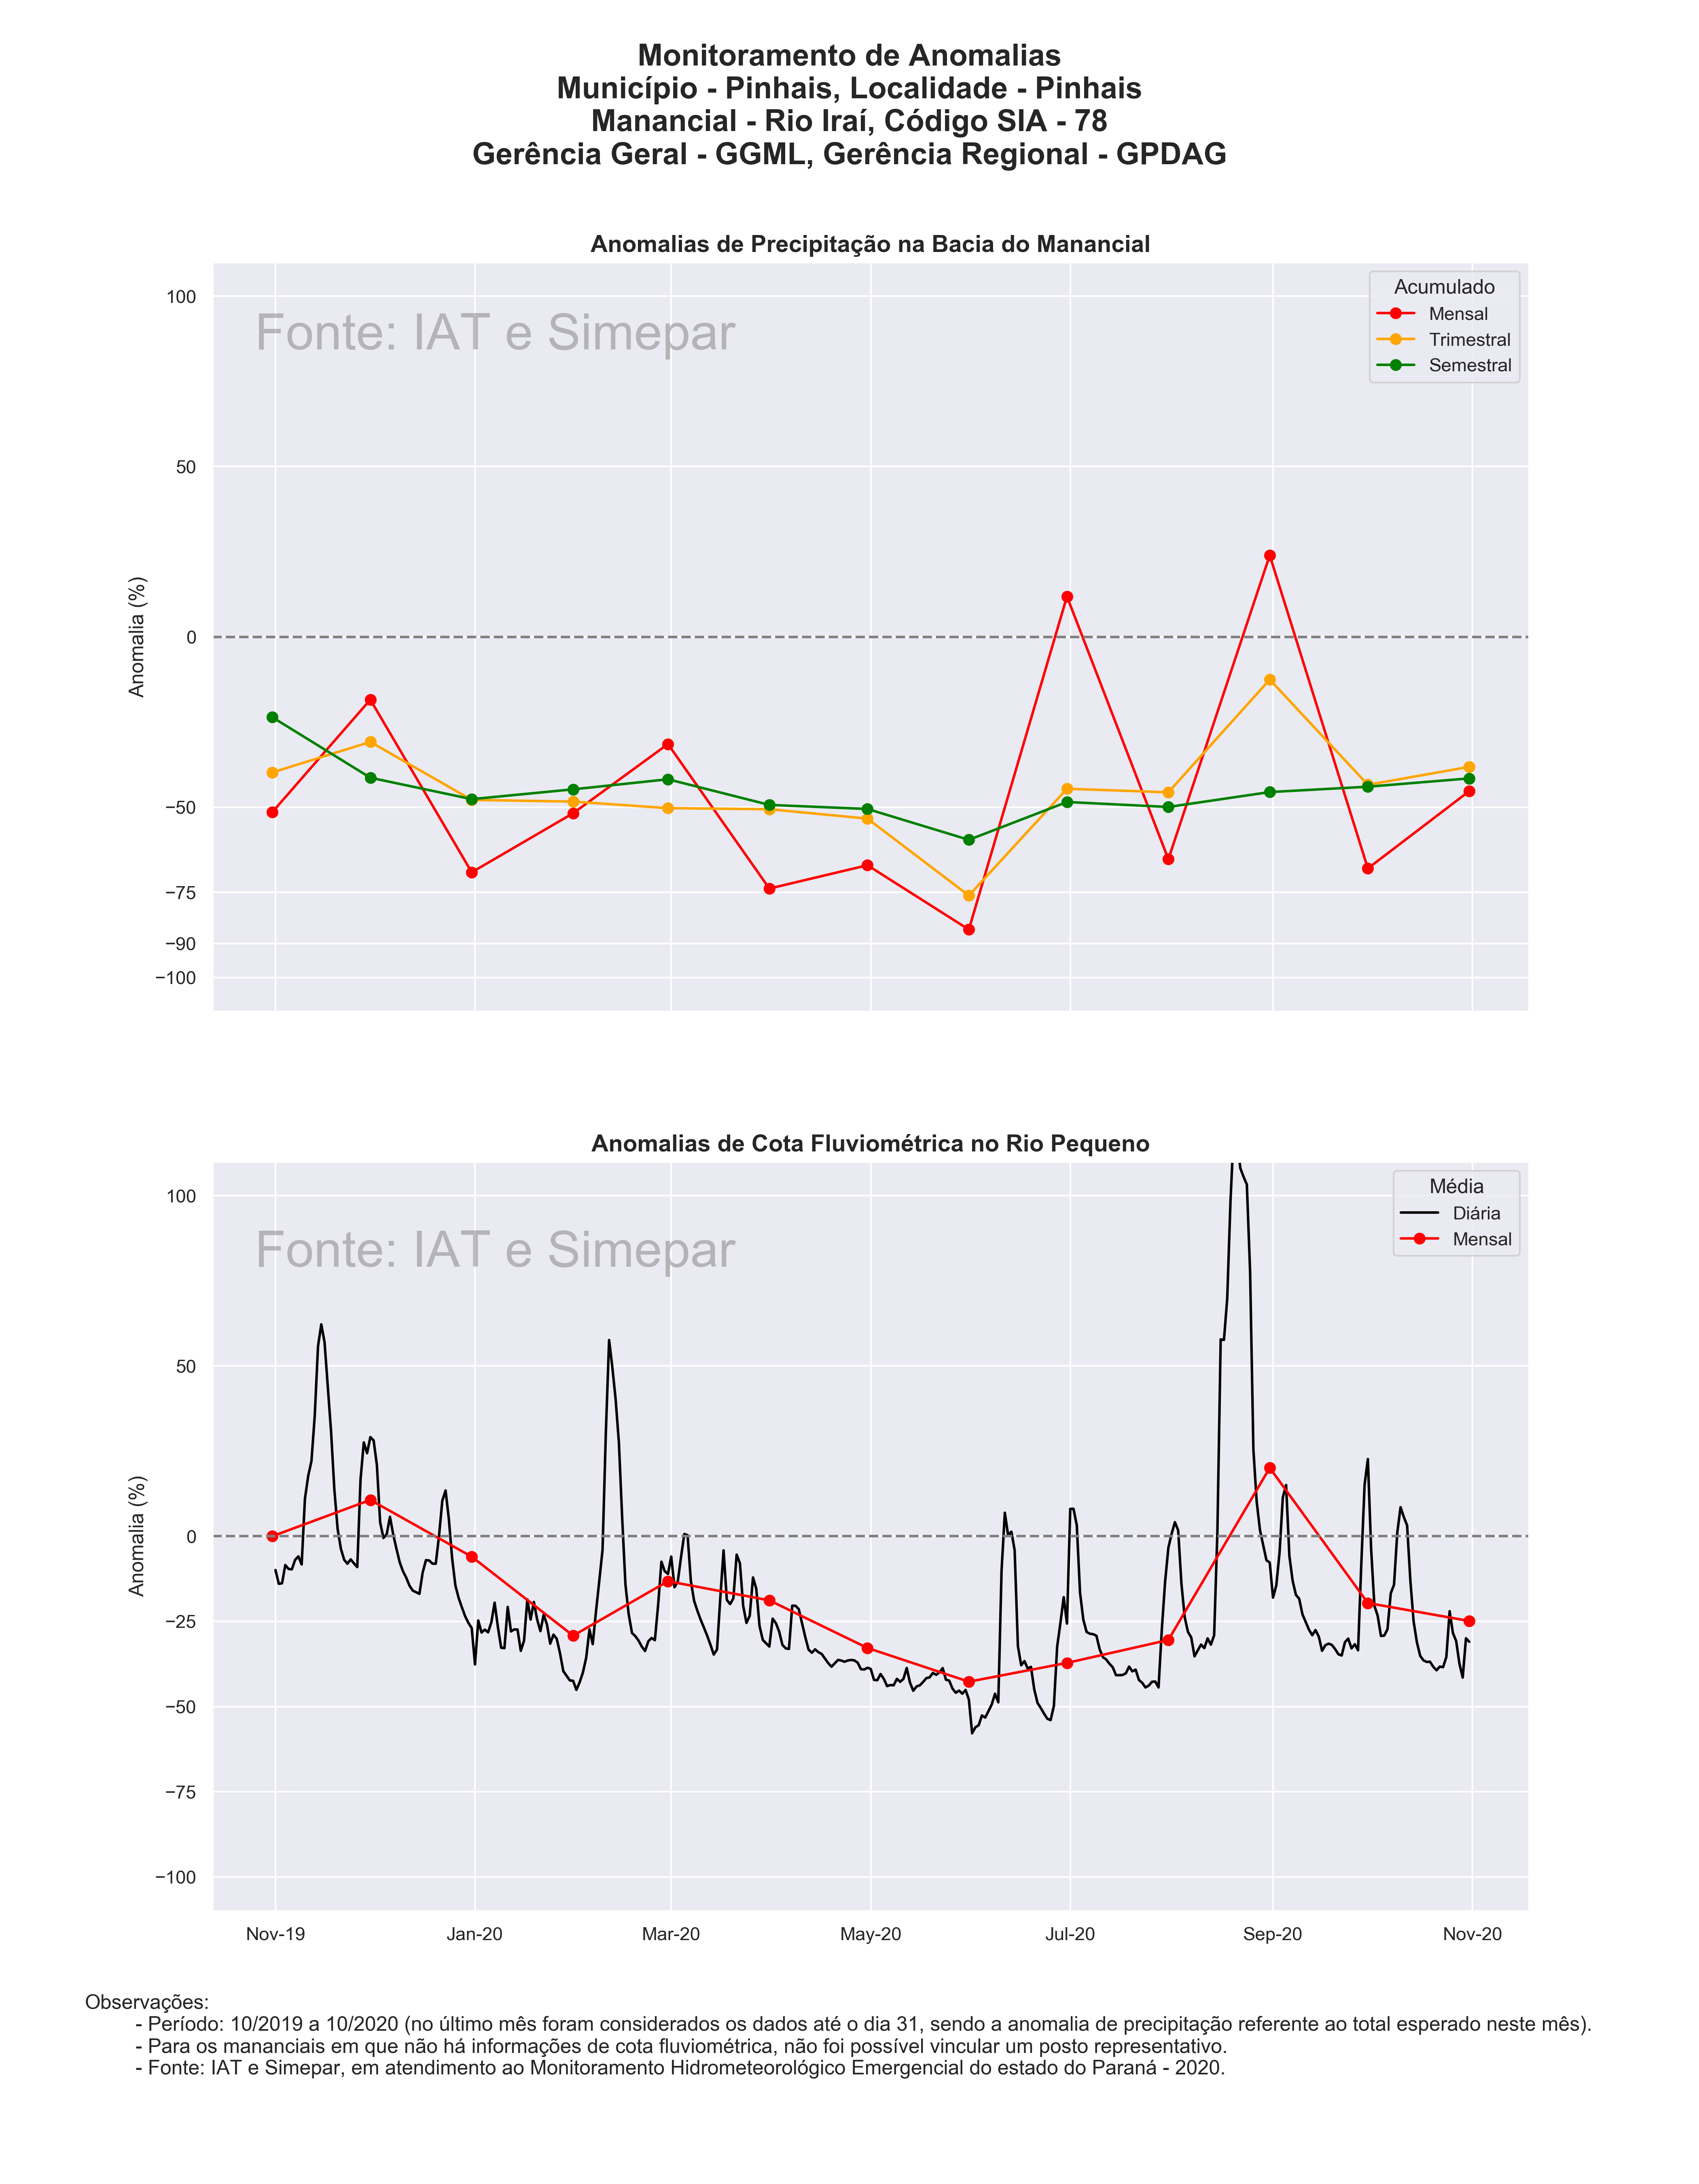 Monitoramento de Anomalias
Município - Pinhais, Localidade - Pinhais
Manancial - Rio Iraí, Código SIA - 78
Gerência Geral - GGML, Gerência Regional - GPDAG
Anomalias de Precipitação na Bacia do Manancial
Fonte: IAT e Simepar
Acumulado
Mensal
Trimestral
Semestral
Anomalia (%)
100
50
0
−50
−75
−90
−100
Anomalias de Cota Fluviométrica no Rio Pequeno
Fonte: IAT e Simepar
Média
Diária
Mensal
Anomalia (%)
100
50
0
−25
−50
−75
−100
Nov-19 Jan-20 Mar-20 May-20 Jul-20 Sep-20 Nov-20
Observações:
- Período: 10/2019 a 10/2020 (no último mês foram considerados os dados até o dia 31, sendo a anomalia de precipitação referente ao total esperado neste mês).
- Para os mananciais em que não há informações de cota fluviométrica, não foi possível vincular um posto representativo.
- Fonte: IAT e Simepar, em atendimento ao Monitoramento Hidrometeorológico Emergencial do estado do Paraná - 2020.